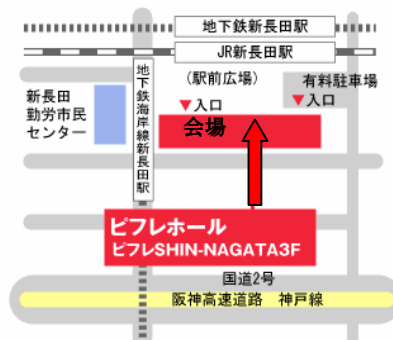 地下鉄新長田駅
JR新長田駅
地下鉄海岸線新長田駅
(駅前広場)
有料駐車場
▼入口
▼入口
新長田
勤労市民
センター
会場
ピフレホール
ピフレSHIN-NAGATA3F
国道2号
阪神高速道路 神戸線